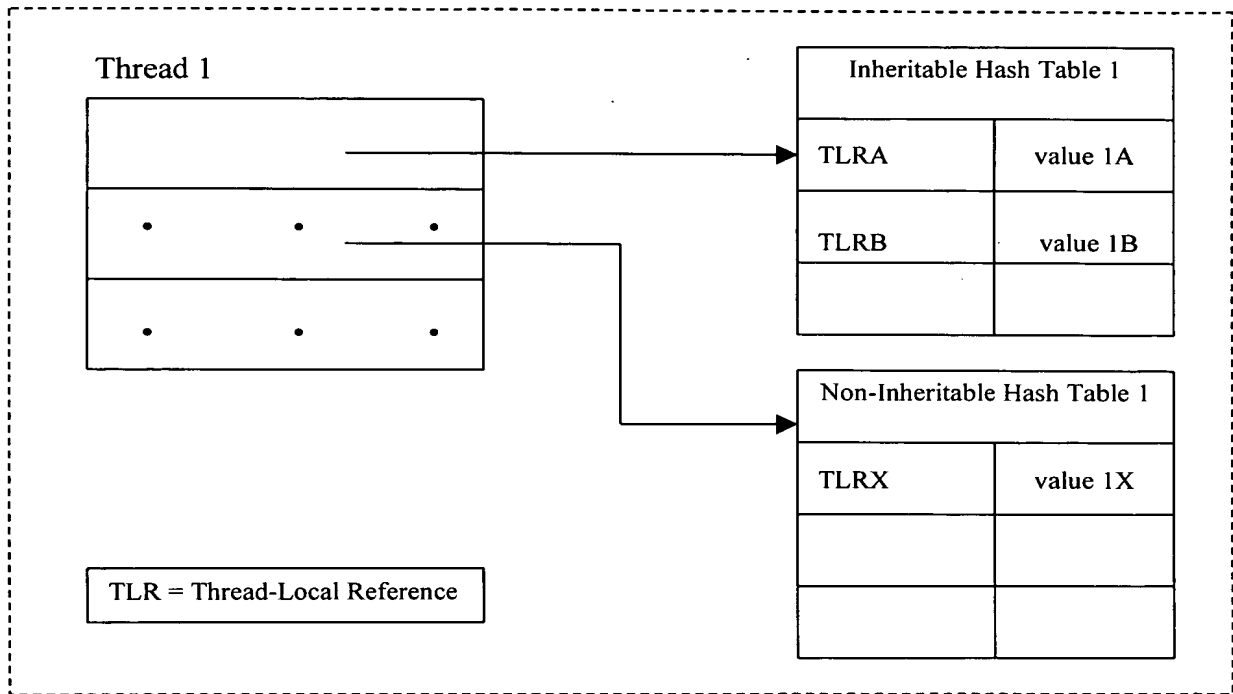 Thread 1
Inheritable Hash Table 1
TLRA value 1A
TLRB value 1B
Non-Inheritable Hash Table 1
TLRX value 1X
TLR = Thread-Local Reference